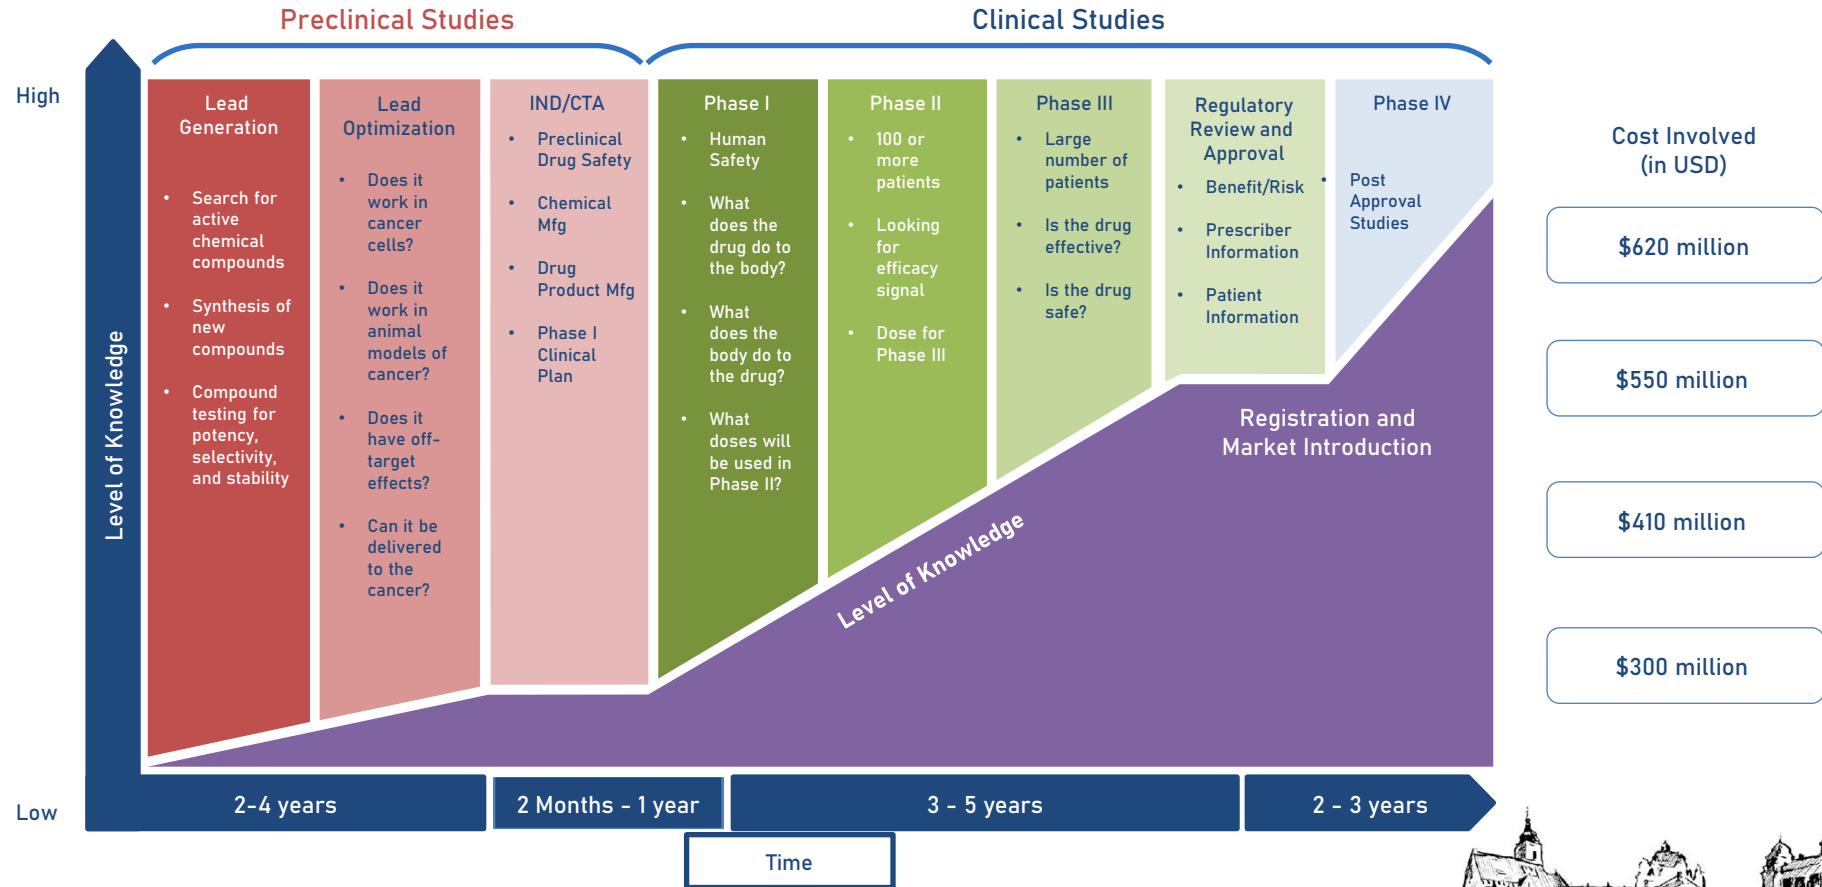 Preclinical Studies
Clinical Studies
High
Level of Knowledge
Low
Lead
Generation
• Search for
active
chemical
compounds
• Synthesis of
new
compounds
• Compound
testing for
potency,
selectivity,
and stability
Lead
Optimization
• Does it
work in
cancer
cells?
• Does it
work in
animal
models of
cancer?
• Does it
have off-
target
effects?
• Can it be
delivered
to the
cancer?
IND/CTA
• Preclinical
Drug Safety
• Chemical
Mfg
• Drug
Product Mfg
• Phase I
Clinical
Plan
Phase I
• Human
Safety
• What
does the
drug do to
the body?
• What
does the
body do to
the drug?
• What
doses will
be used in
Phase II?
Phase II
• 100 or
more
patients
• Looking
for
efficacy
signal
• Dose for
Phase III
Phase III
• Large
number of
patients
• Is the drug
effective?
• Is the drug
safe?
Regulatory
Review and
Approval
• Benefit/Risk
• Prescriber
Information
• Patient
Information
Phase IV
• Post
Approval
Studies
Level of Knowledge
Registration and
Market Introduction
Cost Involved
(in USD)
$620 million
$550 million
$410 million
$300 million
2-4 years
2 Months - 1 year
3 - 5 years
2 - 3 years
Time